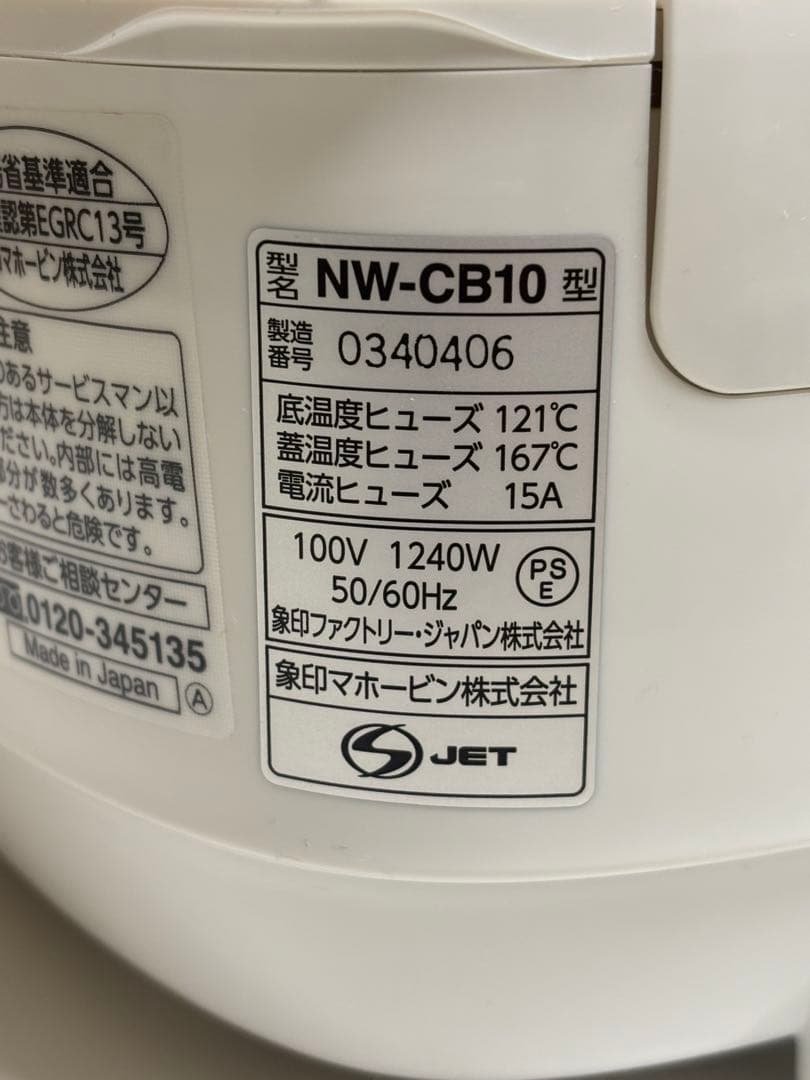 省基準適合
認第EGRC13号
マホービン株式会社
注意
のあるサービスマン以
方は本体を分解しない
ださい。内部には高電
部分が数多くあります。
さわると危険です。
お客様ご相談センター
0120-345135
Made in Japan
A
型名 NW-CB10 型
製造番号 0340406
底温度ヒューズ 121℃
蓋温度ヒューズ 167℃
電流ヒューズ 15A
100V 1240W
50/60Hz
PS
E
象印ファクトリー・ジャパン株式会社
象印マホービン株式会社
S JET